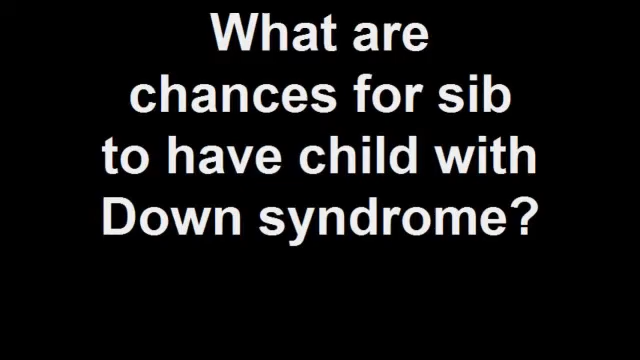 What are
chances for sib
to have child with
Down syndrome?